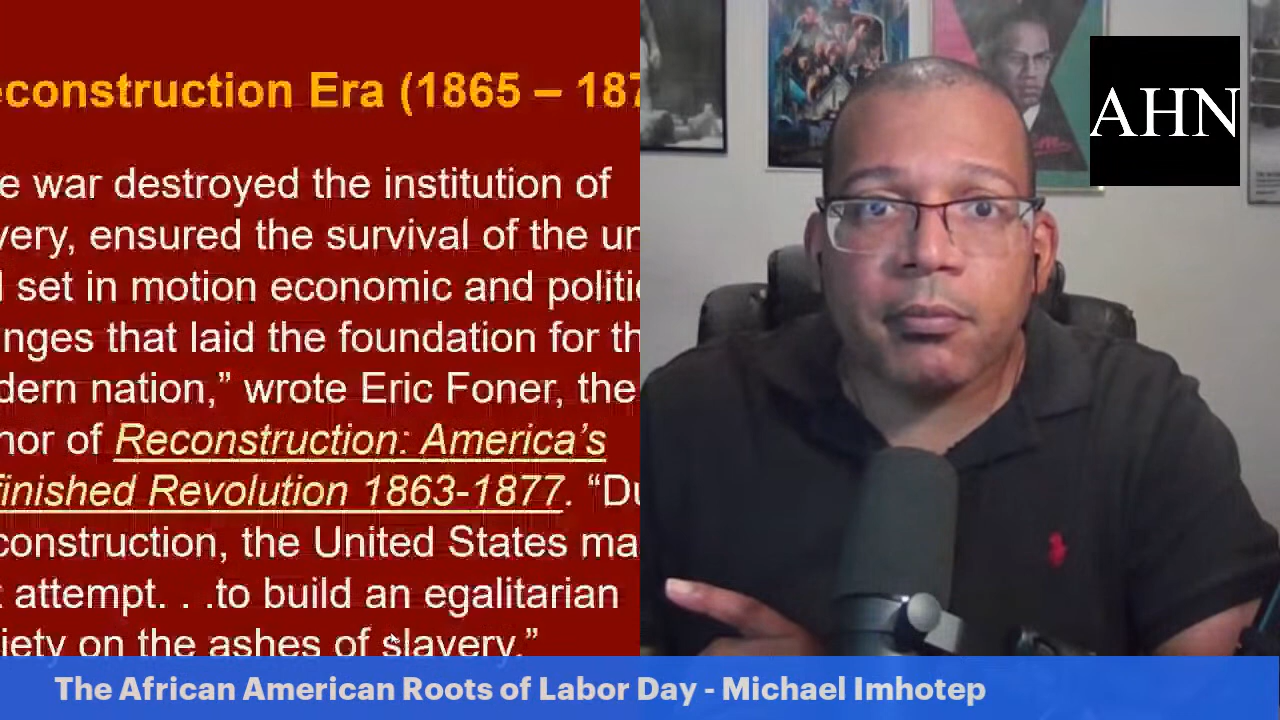 econstruction Era (1865 – 187
e war destroyed the institution of
very, ensured the survival of the un
d set in motion economic and politic
nges that laid the foundation for th
dern nation,” wrote Eric Foner, the
hor of Reconstruction: America’s
finished Revolution 1863-1877. “Du
construction, the United States ma
t attempt. . .to build an egalitarian
iety on the ashes of slavery.”
AHN
The African American Roots of Labor Day - Michael Imhotep